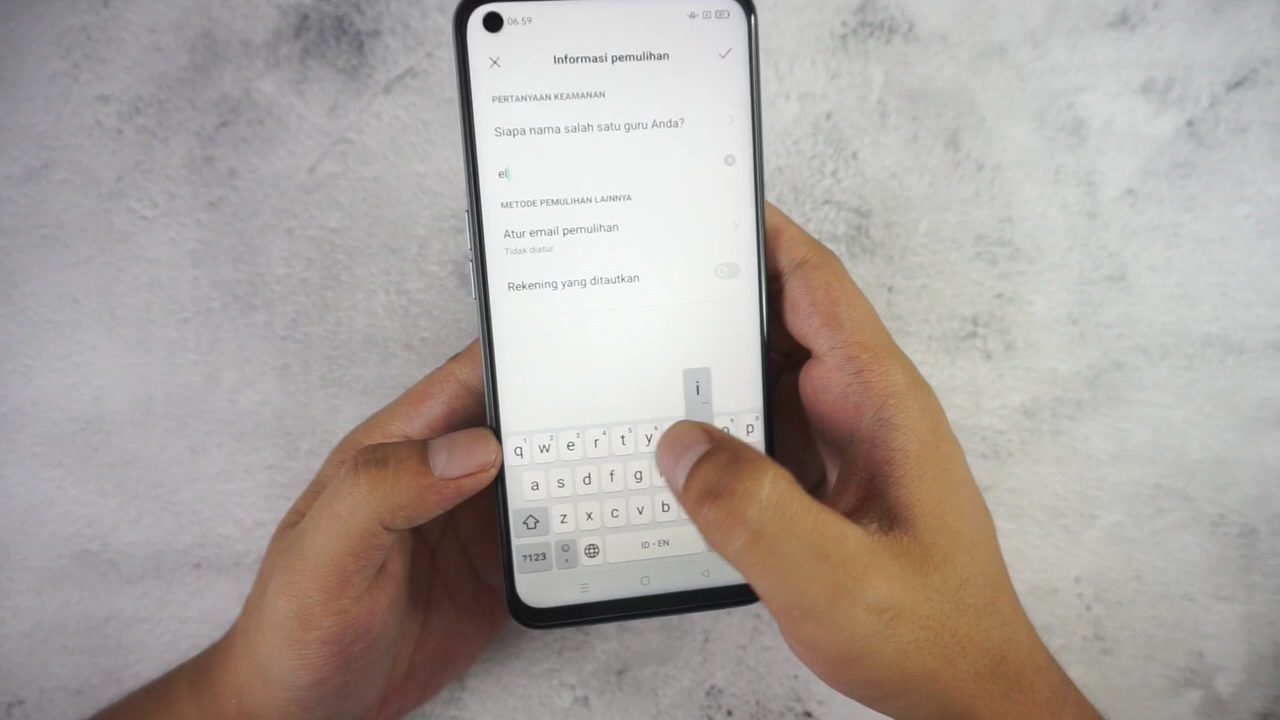 06.59
Informasi pemulihan
PERTANYAAN KEAMANAN
Siapa nama salah satu guru Anda?
el
METODE PEMULIHAN LAINNYA
Atur email pemulihan
Tidak diatur
Rekening yang ditautkan
i
q w e r t y o p
a s d f g
z x c v b
?123 ID • EN